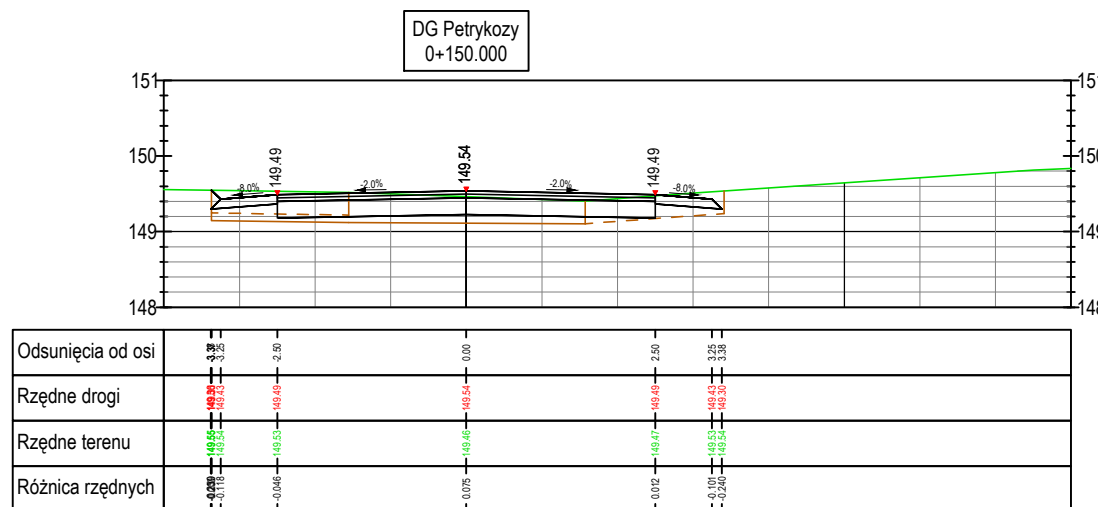 DG Petrykozy
0+150.000
151 151
150 150
149 149
148 148
149.49 149.54 149.49
-8.0% -2.0% -2.0% -8.0%
Odsunięcia od osi -3.25 -2.50 0.00 2.50 3.25 3.38
Rzędne drogi 149.43 149.49 149.54 149.49 149.43 149.30
Rzędne terenu 149.54 149.53 149.46 149.47 149.53 149.54
Różnica rzędnych -0.118 -0.046 0.075 0.012 -0.101 -0.240